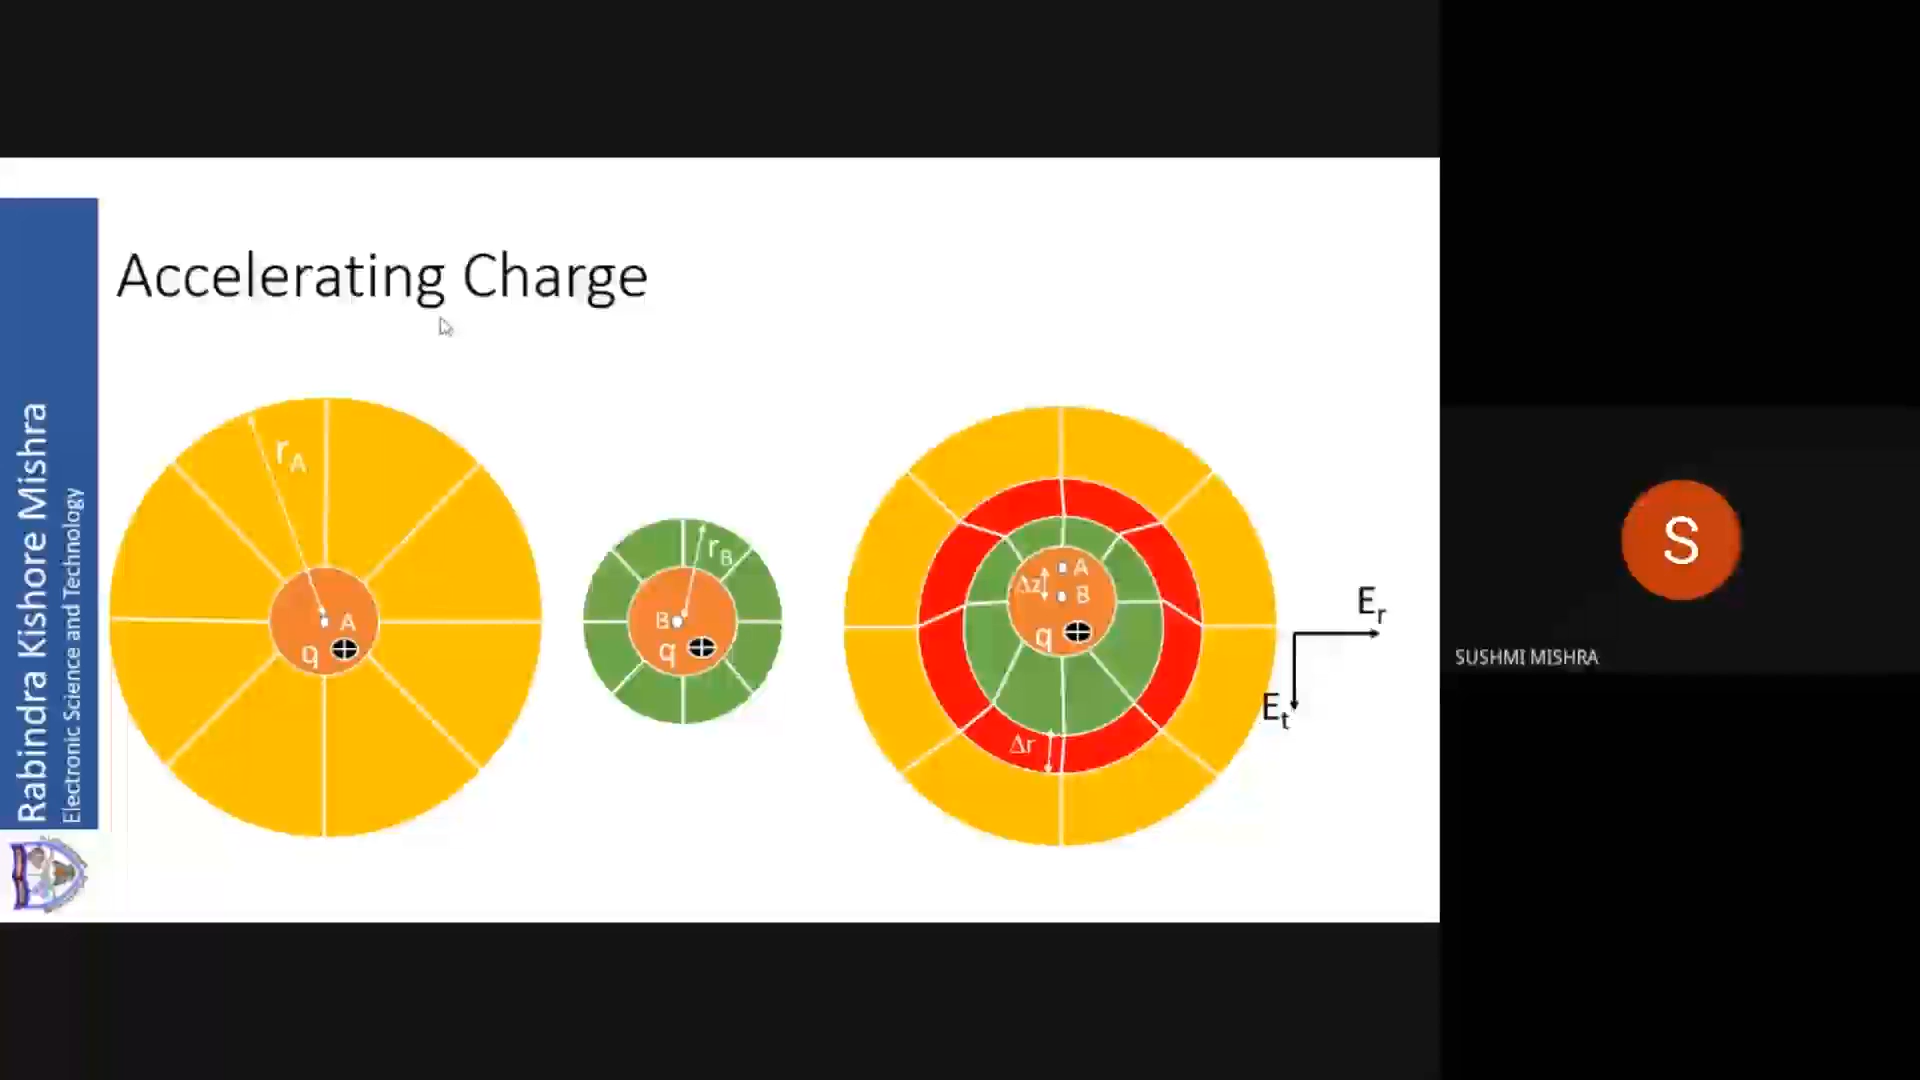 Accelerating Charge
Rabindra Kishore Mishra
Electronic Science and Technology
rA
A
q
rB
B
q
Δz
A
B
q
Δr
Er
Et
S
SUSHMI MISHRA